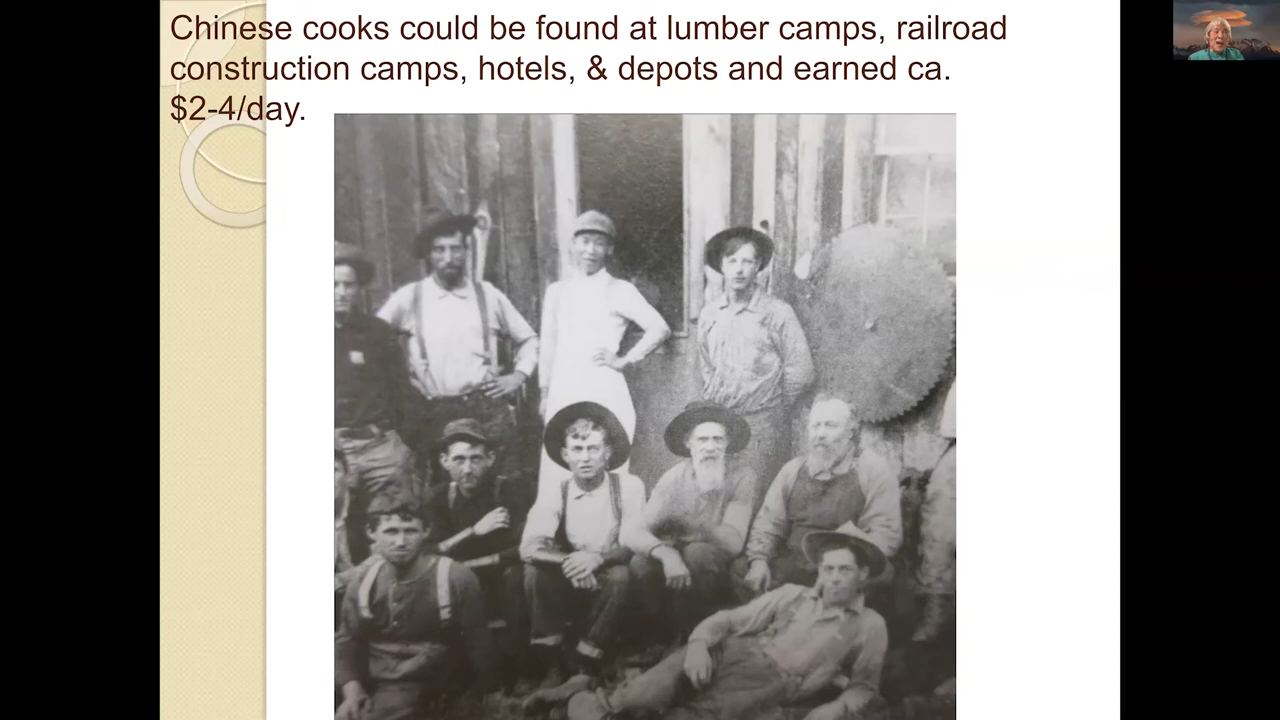 Chinese cooks could be found at lumber camps, railroad
construction camps, hotels, & depots and earned ca.
$2-4/day.